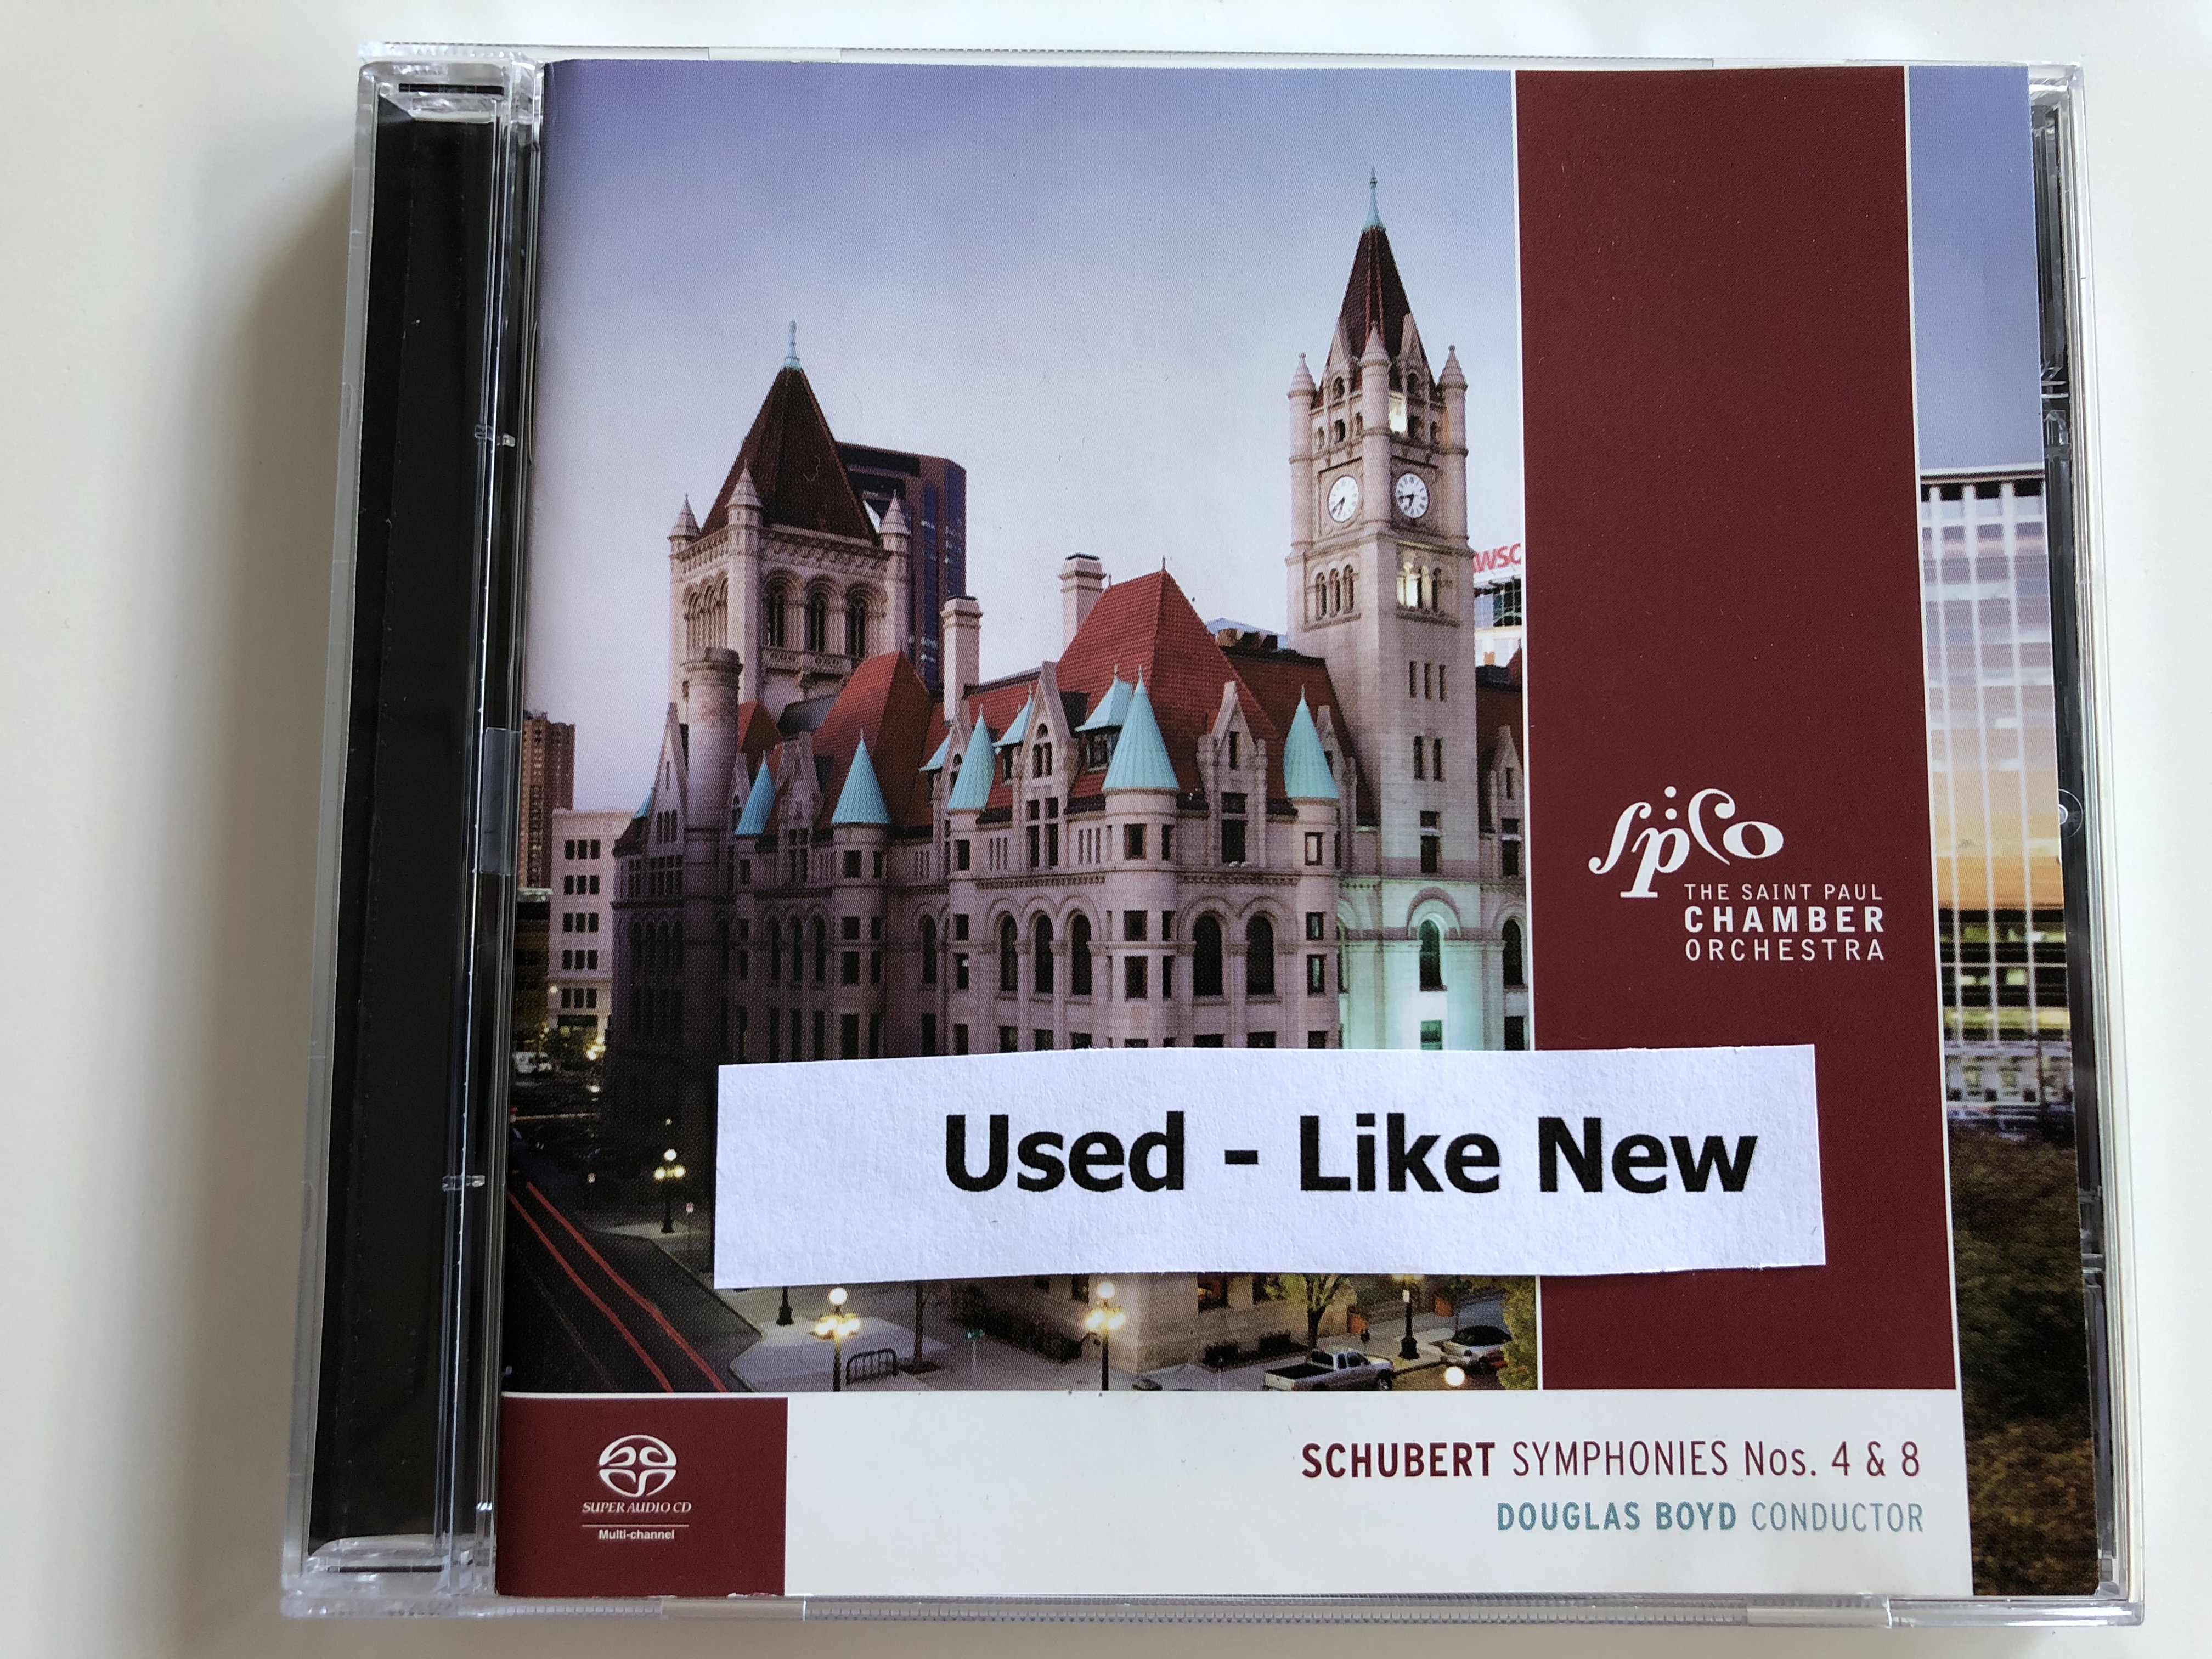 WSC
spco
THE SAINT PAUL
CHAMBER
ORCHESTRA
Used - Like New
SUPER AUDIO CD
Multi-channel
SCHUBERT SYMPHONIES Nos. 4 & 8
DOUGLAS BOYD CONDUCTOR